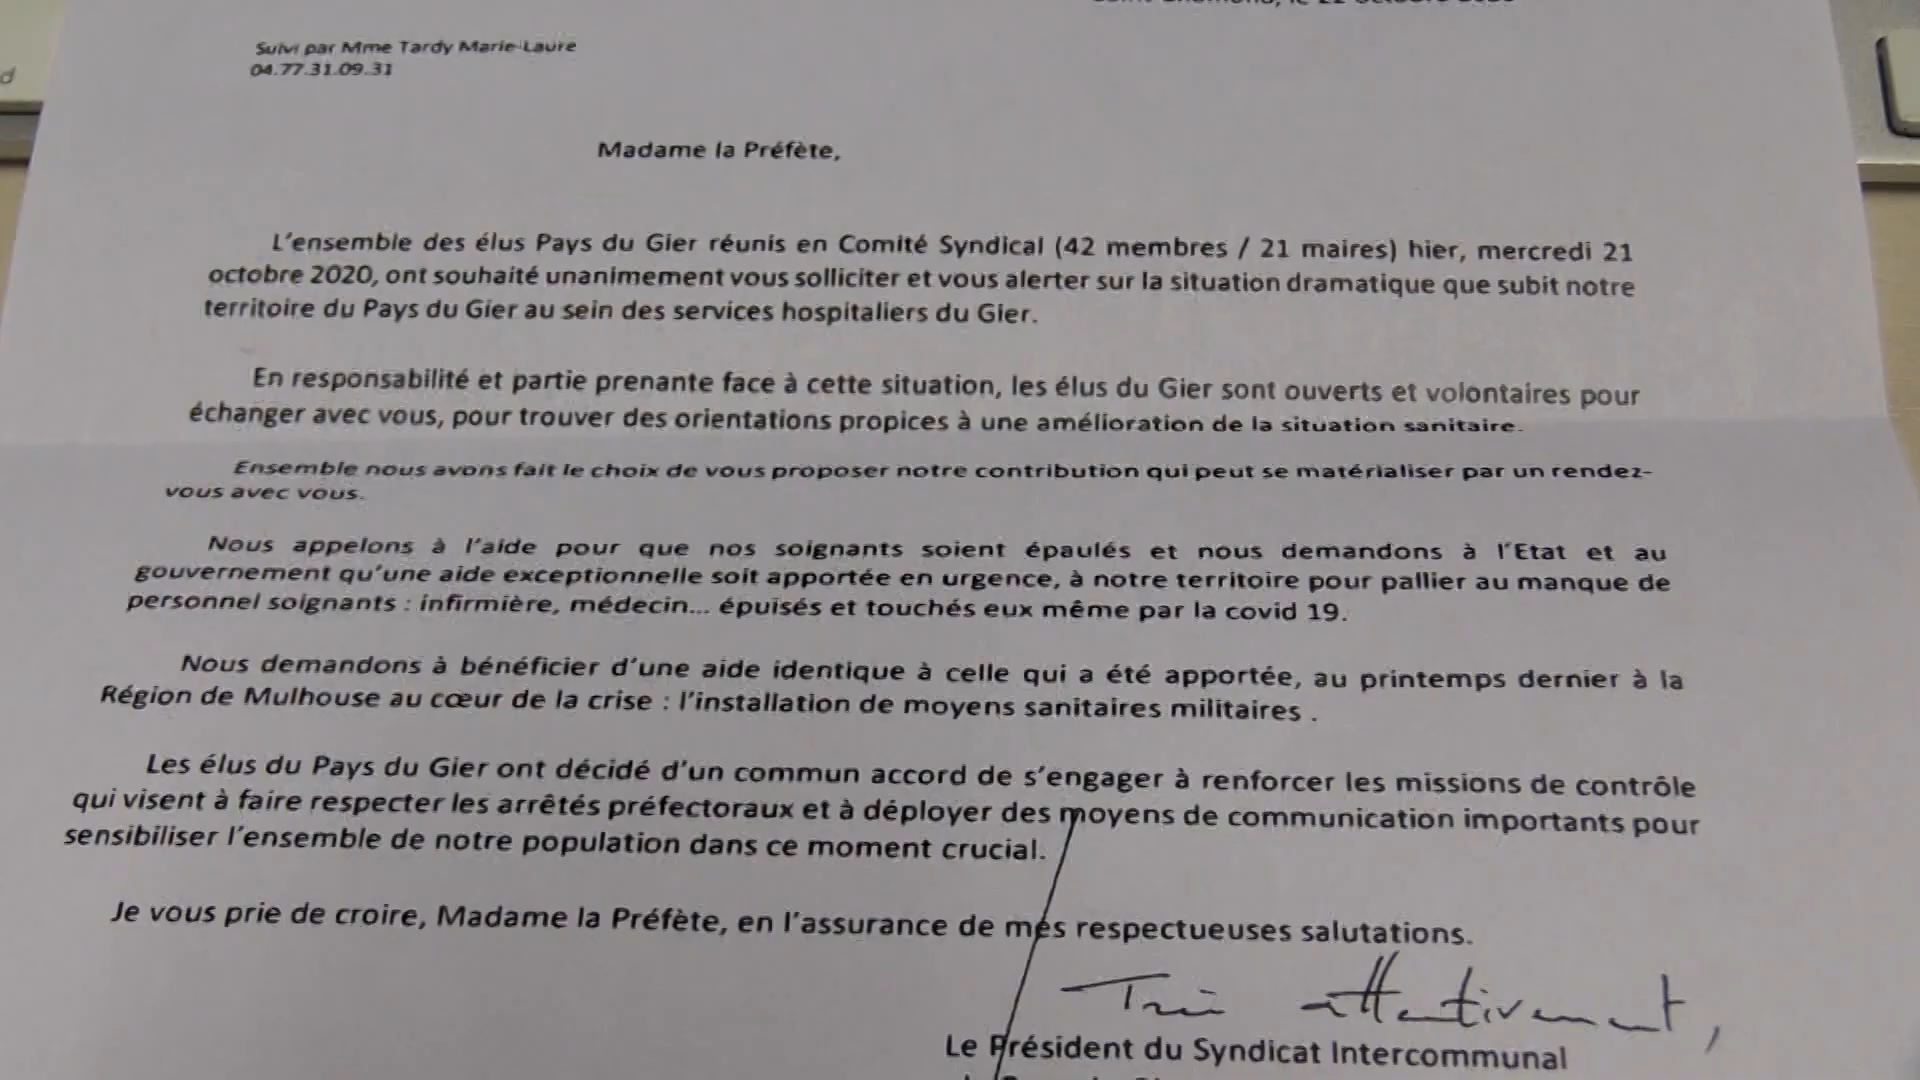 Suivi par Mme Tardy Marie-Laure
04.77.31.09.31
Madame la Préfète,
L'ensemble des élus Pays du Gier réunis en Comité Syndical (42 membres / 21 maires) hier, mercredi 21
octobre 2020, ont souhaité unanimement vous solliciter et vous alerter sur la situation dramatique que subit notre
territoire du Pays du Gier au sein des services hospitaliers du Gier.
En responsabilité et partie prenante face à cette situation, les élus du Gier sont ouverts et volontaires pour
échanger avec vous, pour trouver des orientations propices à une amélioration de la situation sanitaire.
Ensemble nous avons fait le choix de vous proposer notre contribution qui peut se matérialiser par un rendez-
vous avec vous.
Nous appelons à l'aide pour que nos soignants soient épaulés et nous demandons à l'Etat et au
gouvernement qu'une aide exceptionnelle soit apportée en urgence, à notre territoire pour pallier au manque de
personnel soignants : infirmière, médecin... épuisés et touchés eux même par la covid 19.
Nous demandons à bénéficier d'une aide identique à celle qui a été apportée, au printemps dernier à la
Région de Mulhouse au cœur de la crise : l'installation de moyens sanitaires militaires .
Les élus du Pays du Gier ont décidé d'un commun accord de s'engager à renforcer les missions de contrôle
qui visent à faire respecter les arrêtés préfectoraux et à déployer des moyens de communication importants pour
sensibiliser l'ensemble de notre population dans ce moment crucial.
Je vous prie de croire, Madame la Préfète, en l'assurance de mes respectueuses salutations.
Très attentivement,
Le Président du Syndicat Intercommunal